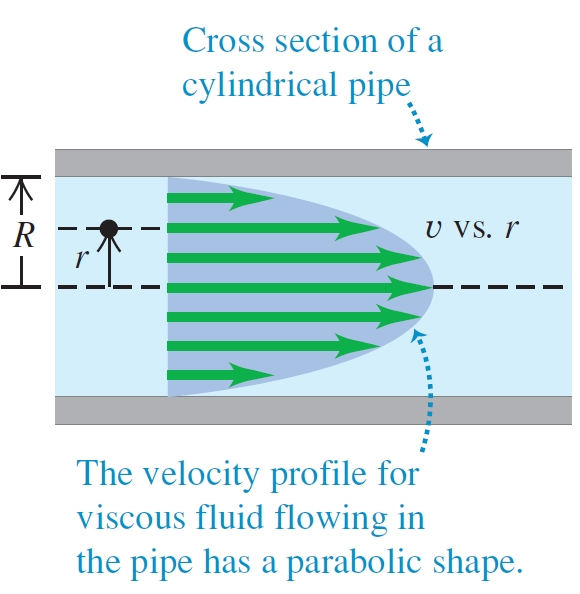 Cross section of a
cylindrical pipe
R
r
v vs. r
The velocity profile for
viscous fluid flowing in
the pipe has a parabolic shape.